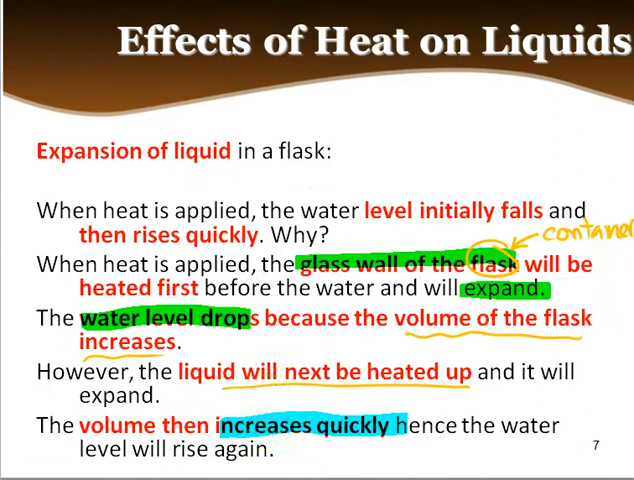 Effects of Heat on Liquids
Expansion of liquid in a flask:
When heat is applied, the water level initially falls and
then rises quickly. Why?
container
When heat is applied, the glass wall of the flask will be
heated first before the water and will expand.
The water level drops because the volume of the flask
increases.
However, the liquid will next be heated up and it will
expand.
The volume then increases quickly hence the water
level will rise again.
7